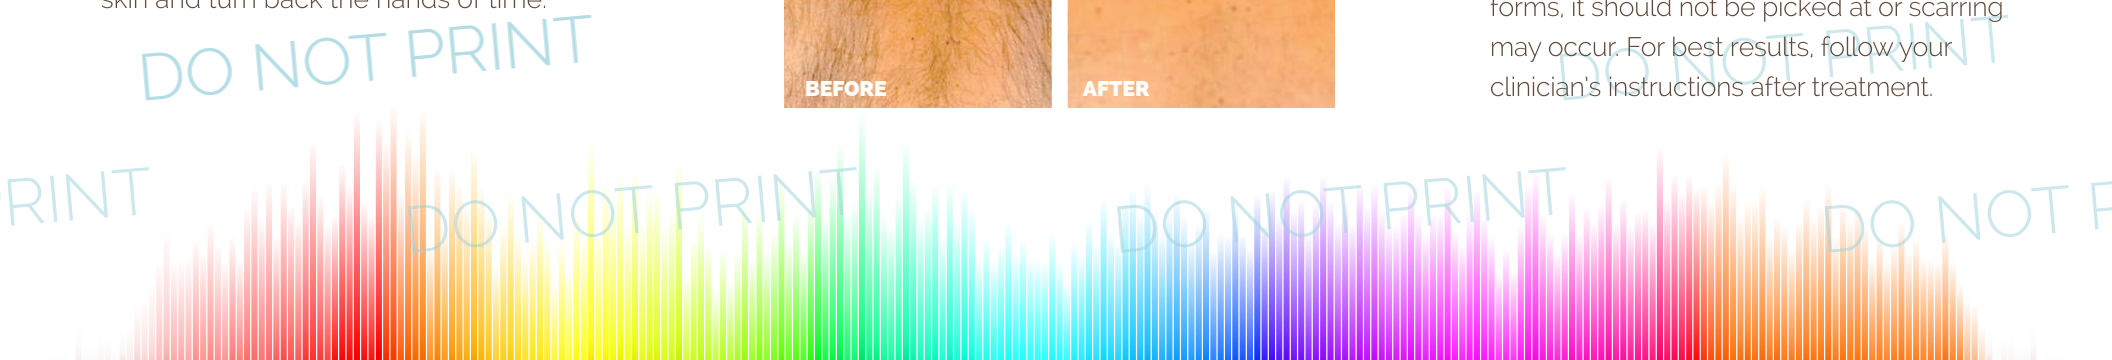 skin and turn back the hands of time.
BEFORE
AFTER
forms, it should not be picked at or scarring
may occur. For best results, follow your
clinician's instructions after treatment.
DO NOT PRINT
DO NOT PRINT
PRINT
DO NOT PRINT
DO NOT PRINT
DO NOT